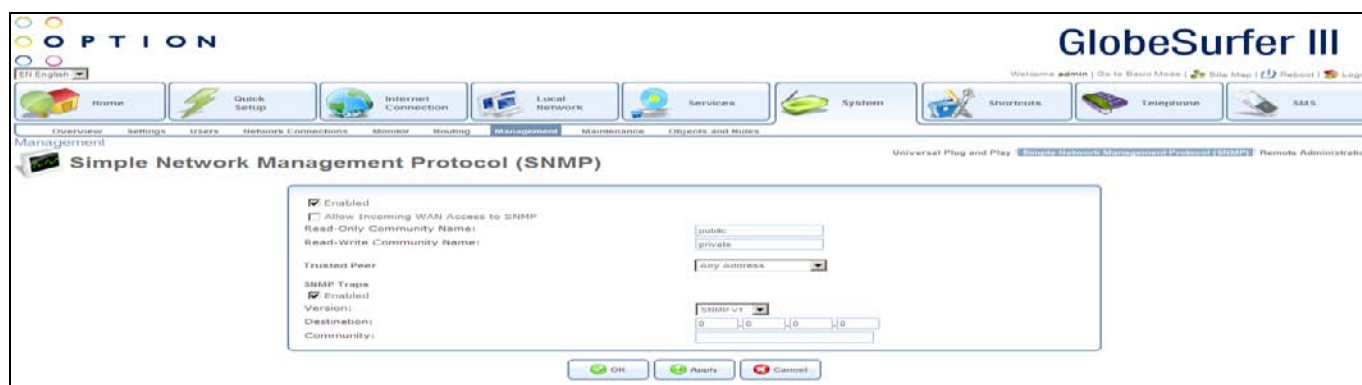 OPTION
GlobeSurfer III
EN English
Welcome admin | Go to Basic Mode | Site Map | Reboot | Log
Home
Quick Setup
Internet Connection
Local Network
Services
System
Shortcuts
Telephone
SMS
Overview Settings Users Network Connections Monitor Routing Management Maintenance Objects and Rules
Management
Universal Plug and Play Simple Network Management Protocol (SNMP) Remote Administratio
Simple Network Management Protocol (SNMP)
Enabled
Allow Incoming WAN Access to SNMP
Read-Only Community Name: public
Read-Write Community Name: private
Trusted Peer Any Address
SNMP Traps
Enabled
Version: SNMP v1
Destination: 0 .0 .0 .0
Community:
OK Apply Cancel